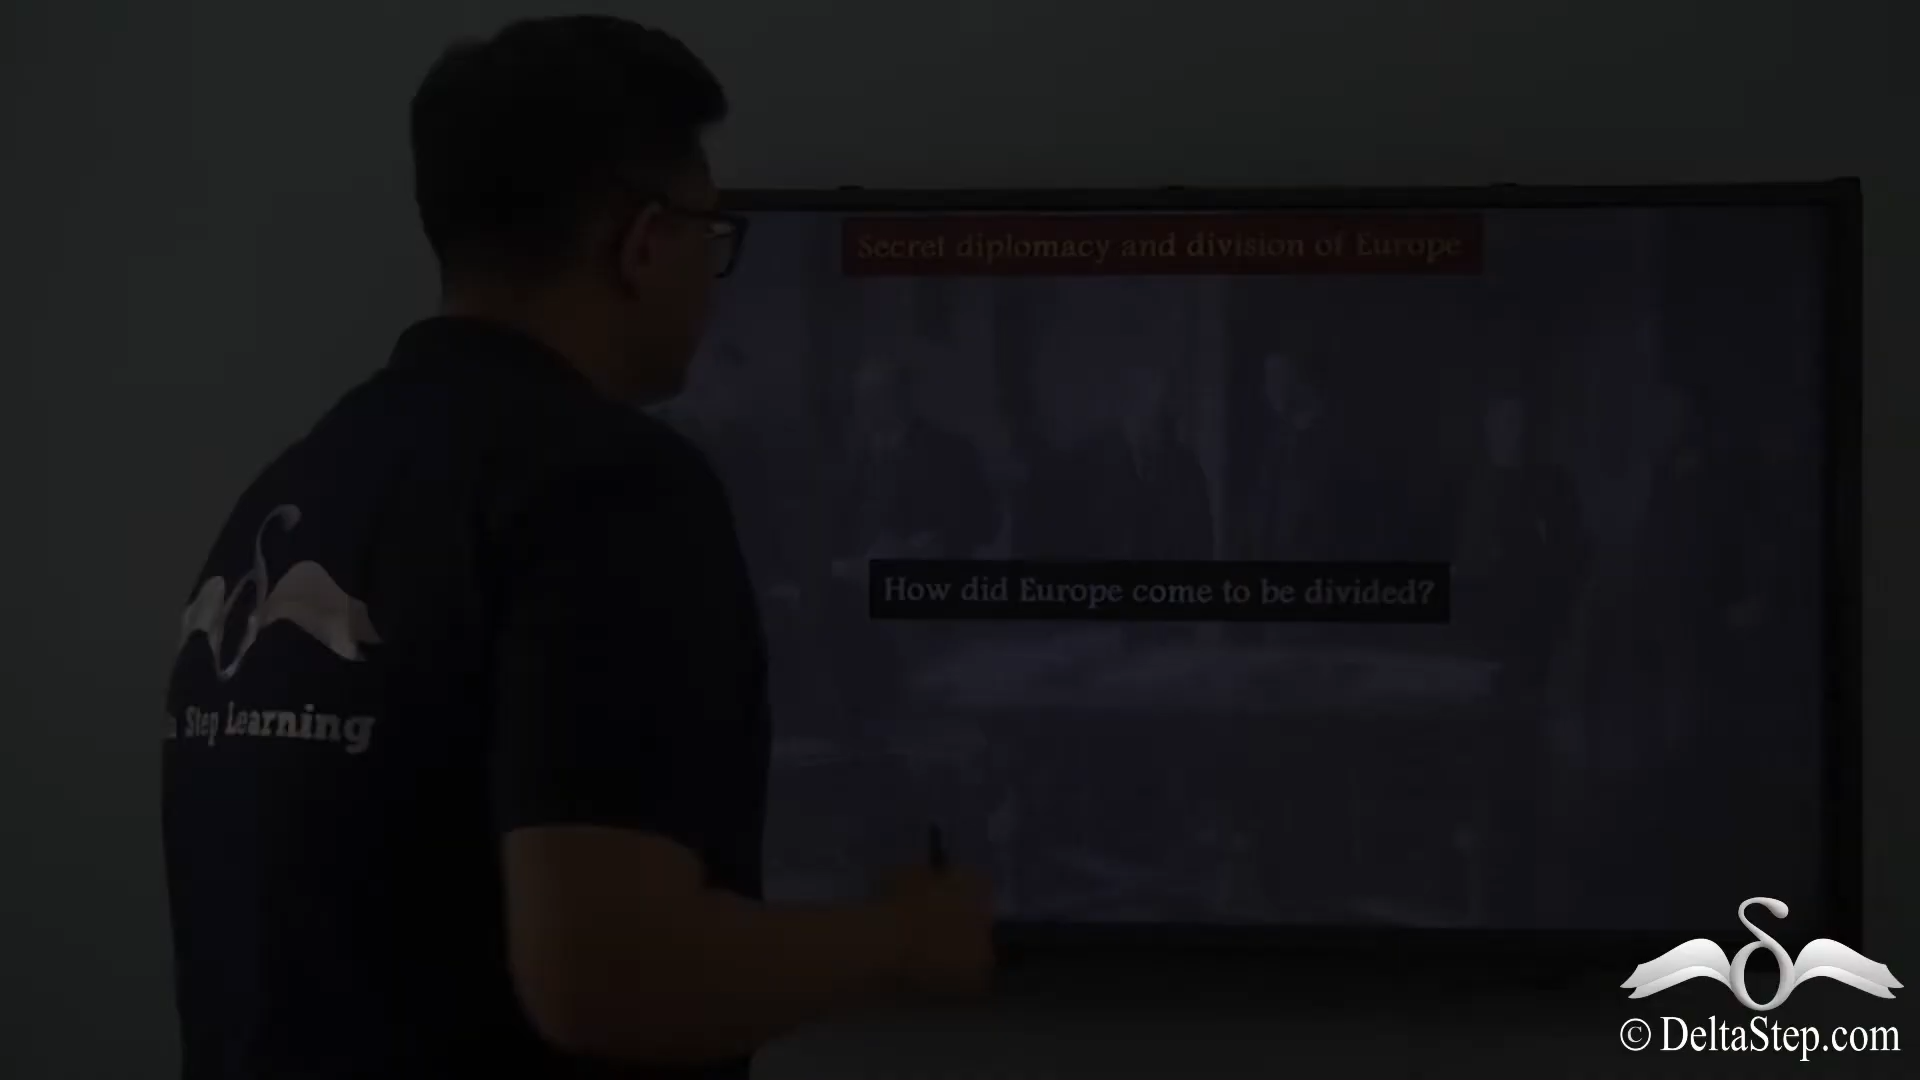 Secret diplomacy and division of Europe
How did Europe come to be divided?
Step Learning
© DeltaStep.com